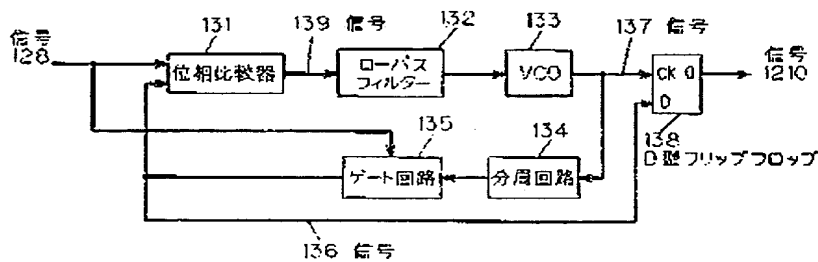 131
139 信号
132
133
137 信号
信号
128
位相比較器
ローパス
フィルター
VCO
CK Q
D
信号
1210
135
134
138
D型フリップフロップ
ゲート回路
分周回路
136 信号